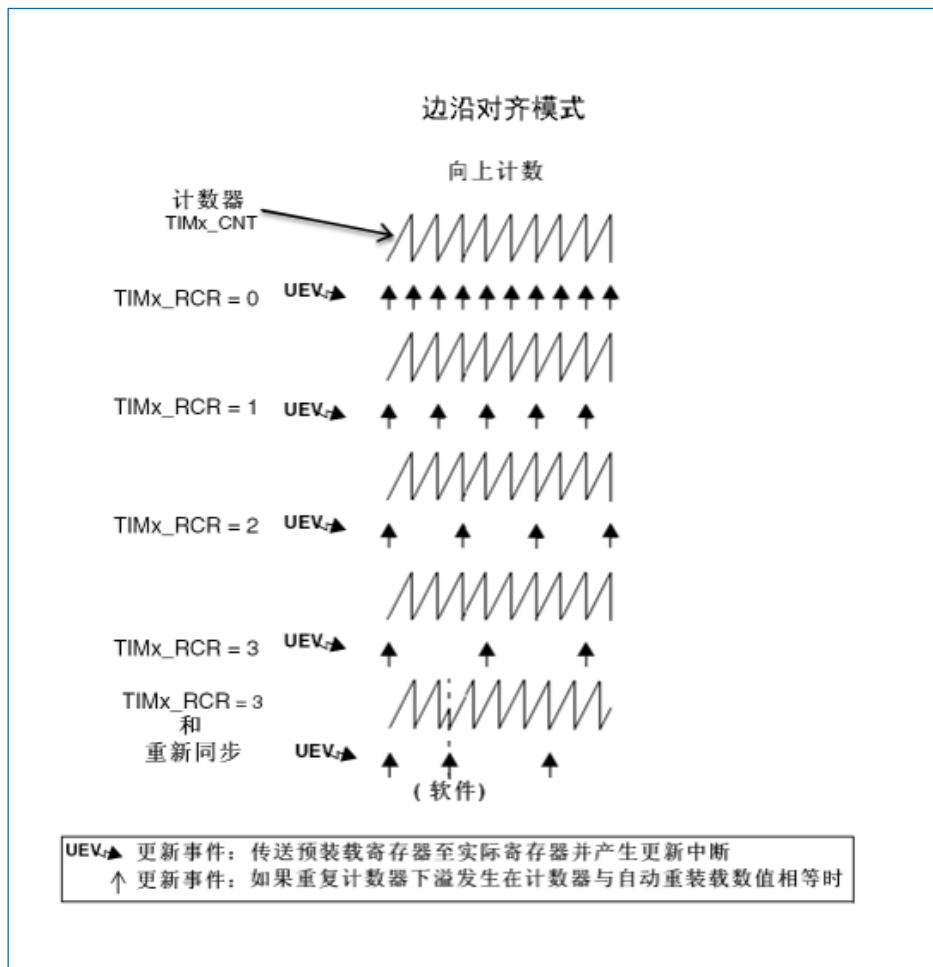 边沿对齐模式
向上计数
计数器
TIMx_CNT
TIMx_RCR = 0 UEV
TIMx_RCR = 1 UEV
TIMx_RCR = 2 UEV
TIMx_RCR = 3 UEV
TIMx_RCR = 3
和
重新同步 UEV
(软件)
UEV 更新事件：传送预装载寄存器至实际寄存器并产生更新中断
更新事件：如果重复计数器下溢发生在计数器与自动重装载数值相等时